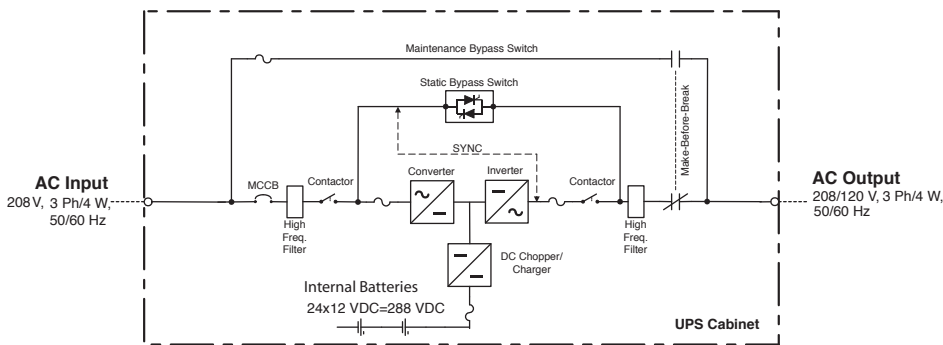 Maintenance Bypass Switch
Static Bypass Switch
Make-Before-Break
SYNC
AC Input
208V, 3 Ph/4 W,
50/60 Hz
MCCB
Contactor
Converter
Inverter
Contactor
AC Output
208/120 V, 3 Ph/4 W,
50/60 Hz
High
Freq.
Filter
High
Freq.
Filter
DC Chopper/
Charger
Internal Batteries
24x12 VDC=288 VDC
UPS Cabinet